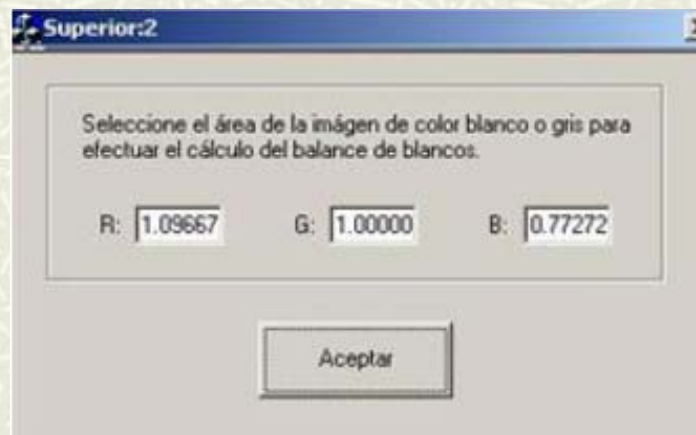 Superior:2
Seleccione el área de la imágen de color blanco o gris para
efectuar el cálculo del balance de blancos.
R: 1.09667 G: 1.00000 B: 0.77272
Aceptar